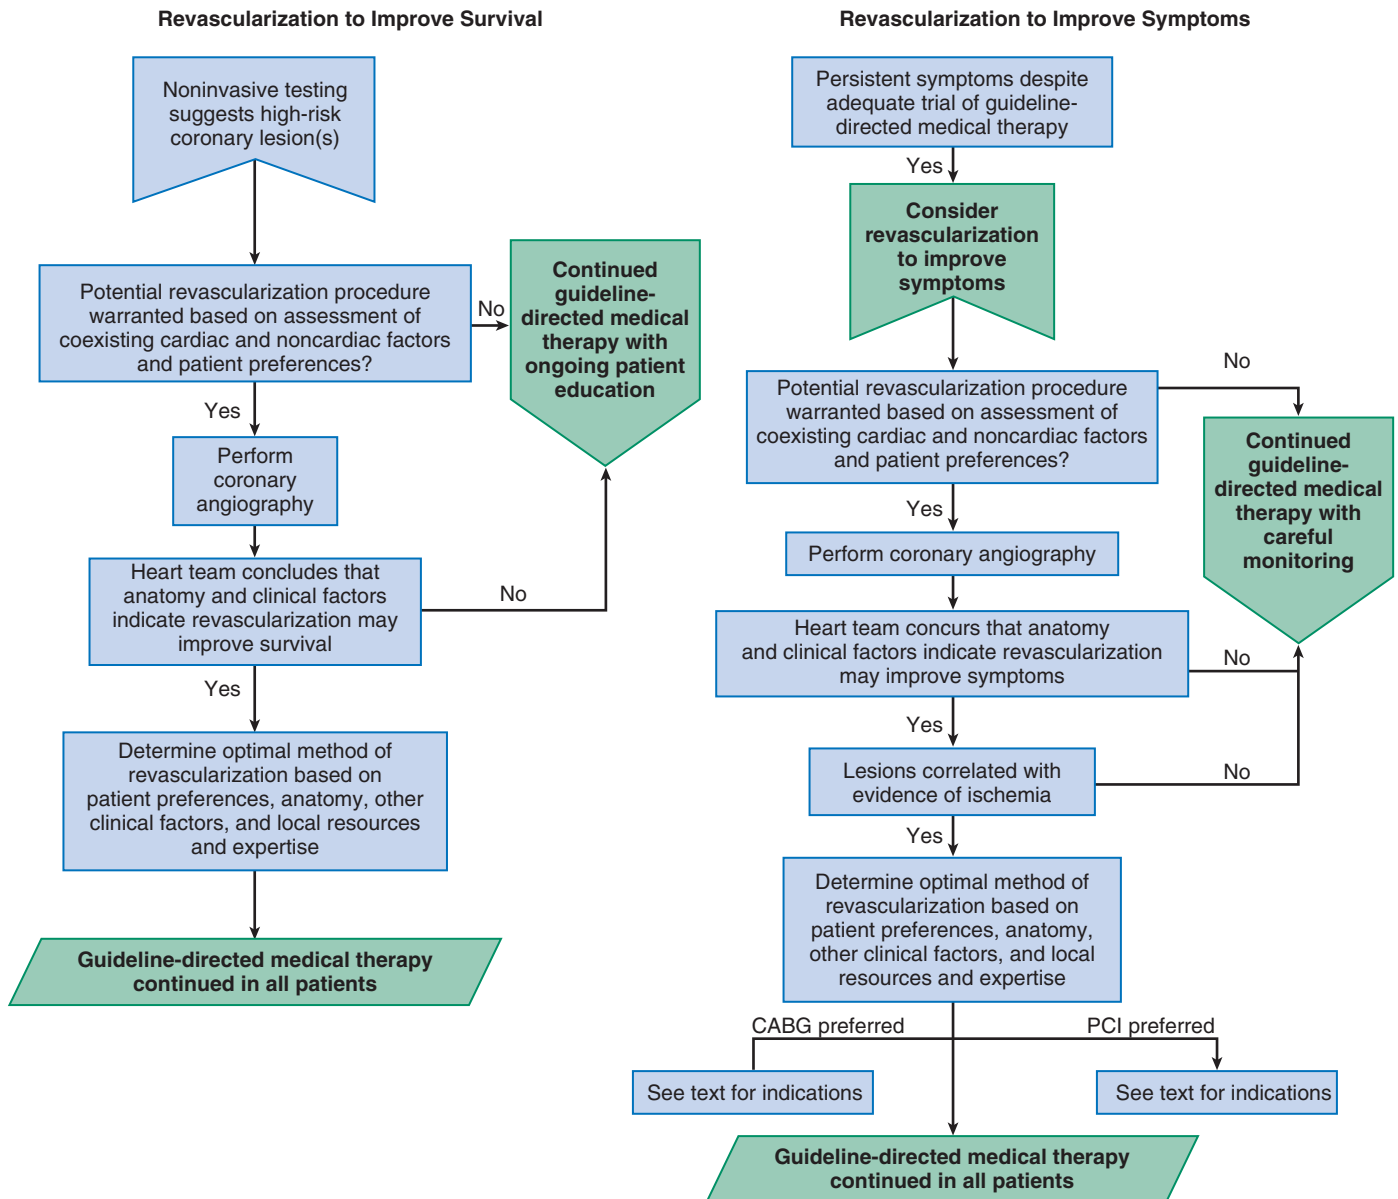 Revascularization to Improve Survival
Noninvasive testing
suggests high-risk
coronary lesion(s)
Potential revascularization procedure
warranted based on assessment of
coexisting cardiac and noncardiac factors
and patient preferences?
No
Continued
guideline-
directed medical
therapy with
ongoing patient
education
Yes
Perform
coronary
angiography
Heart team concludes that
anatomy and clinical factors
indicate revascularization may
improve survival
No
Yes
Determine optimal method of
revascularization based on
patient preferences, anatomy, other
clinical factors, and local resources
and expertise
Guideline-directed medical therapy
continued in all patients
Revascularization to Improve Symptoms
Persistent symptoms despite
adequate trial of guideline-
directed medical therapy
Yes
Consider
revascularization
to improve
symptoms
Potential revascularization procedure
warranted based on assessment of
coexisting cardiac and noncardiac factors
and patient preferences?
No
Continued
guideline-
directed medical
therapy with
careful
monitoring
Yes
Perform coronary angiography
Heart team concurs that anatomy
and clinical factors indicate revascularization
may improve symptoms
No
Yes
Lesions correlated with
evidence of ischemia
No
Yes
Determine optimal method of
revascularization based on
patient preferences, anatomy,
other clinical factors, and local
resources and expertise
CABG preferred
PCI preferred
See text for indications
See text for indications
Guideline-directed medical therapy
continued in all patients